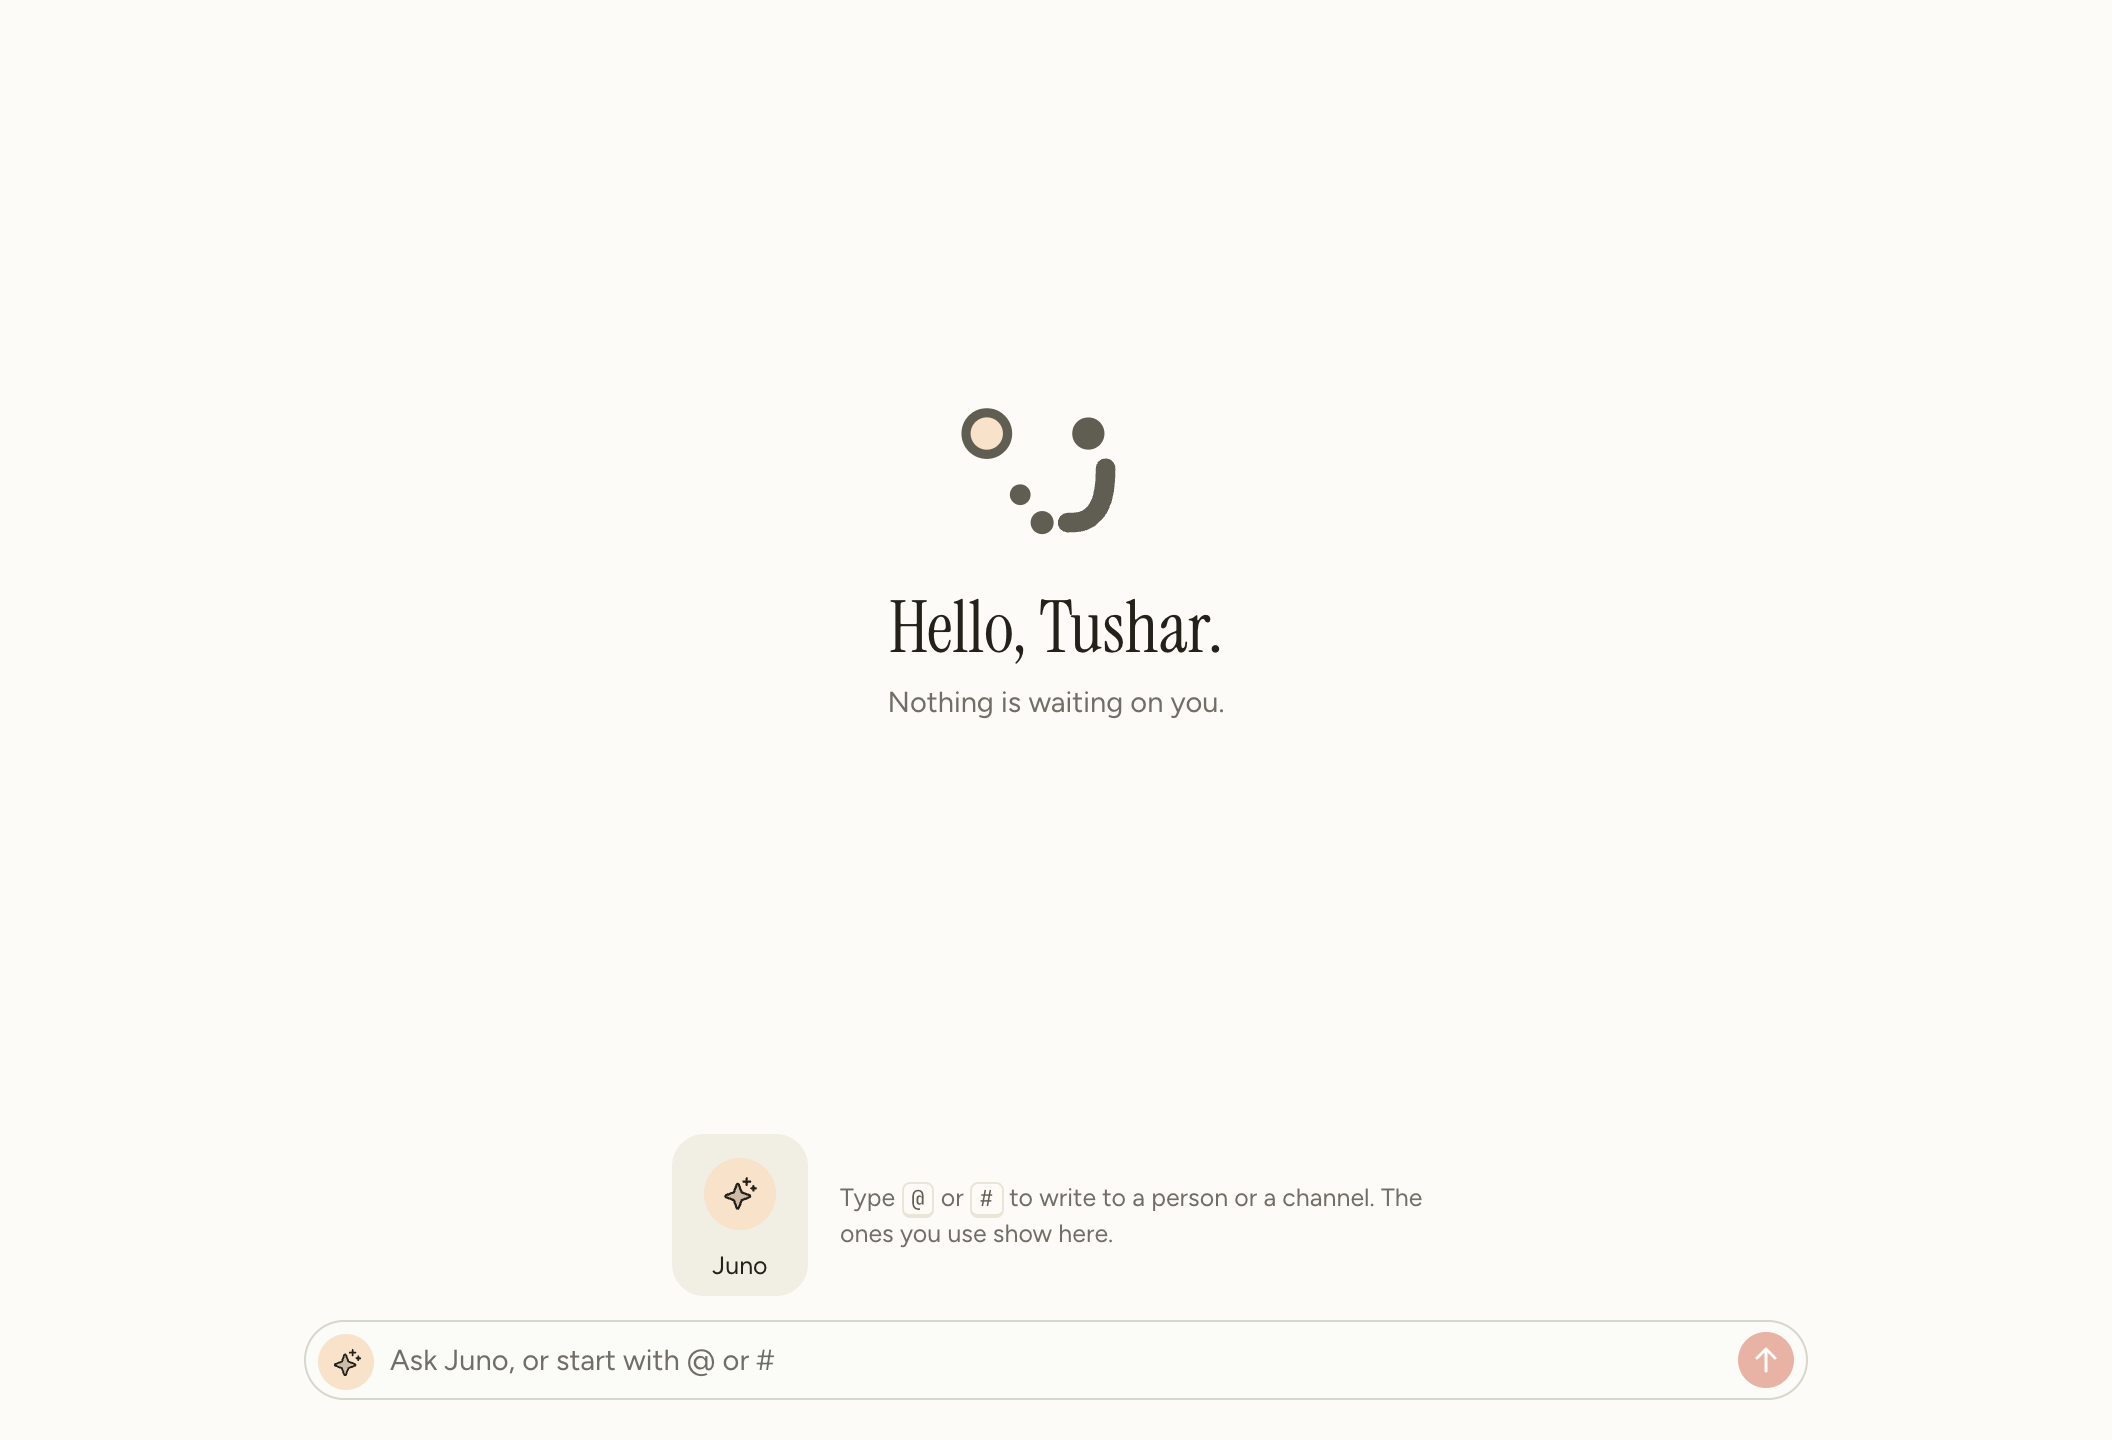 Hello, Tushar.
Nothing is waiting on you.
Juno
Type @ or # to write to a person or a channel. The
ones you use show here.
Ask Juno, or start with @ or #